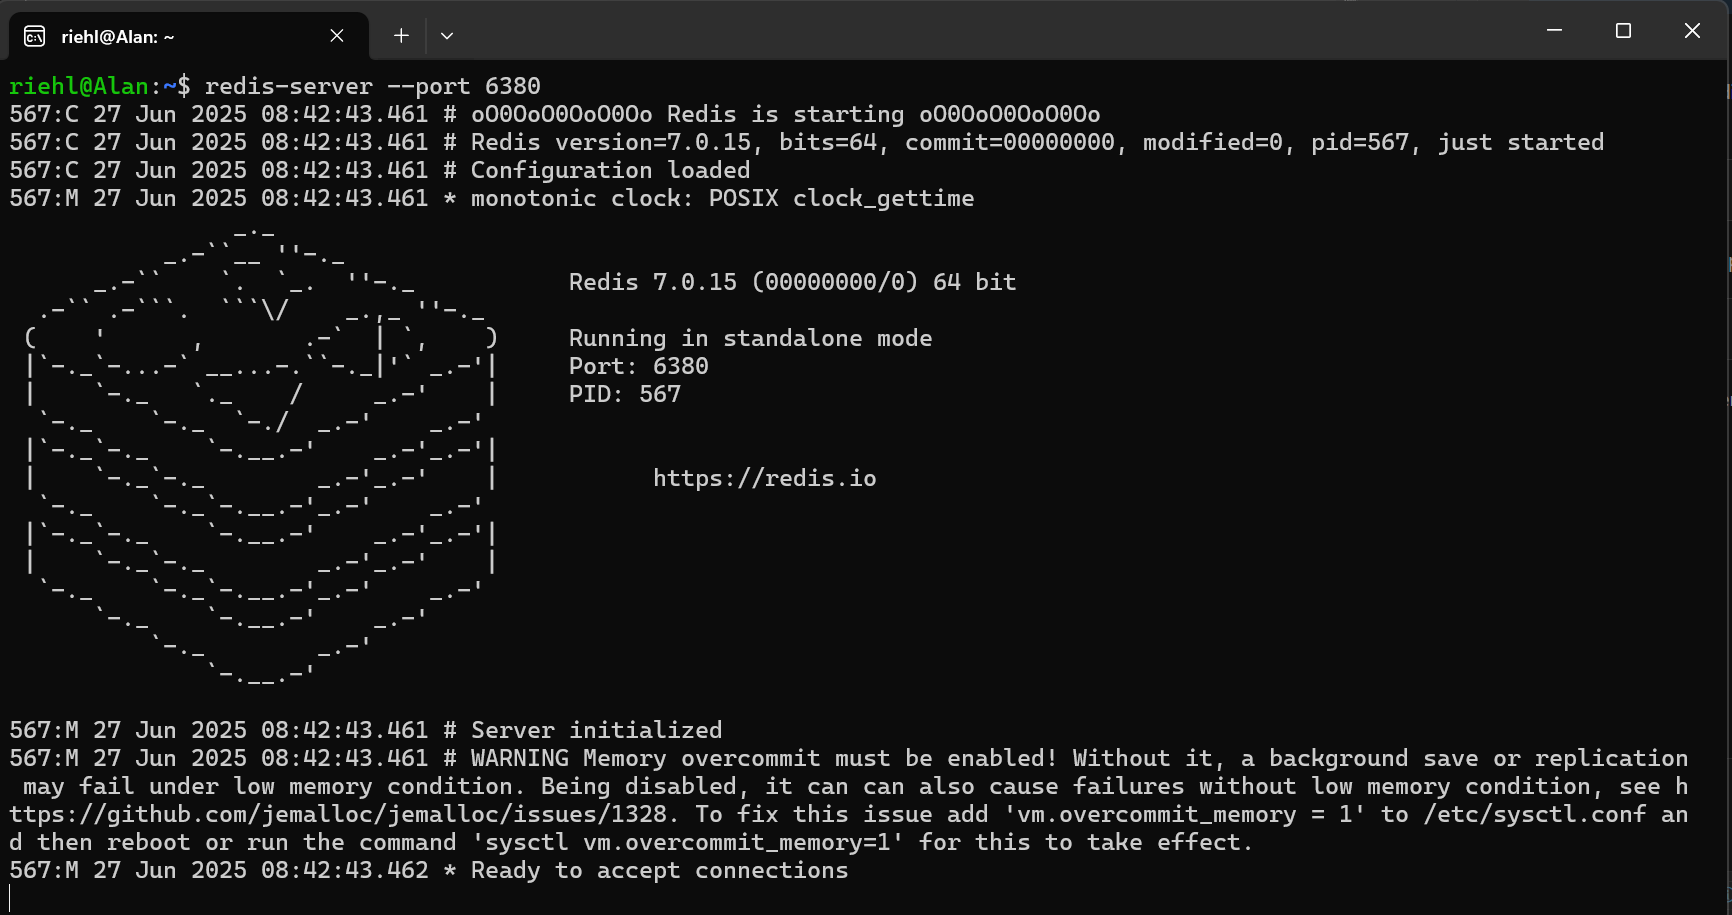 riehl@Alan: ~
riehl@Alan:~$ redis-server --port 6380
567:C 27 Jun 2025 08:42:43.461 # oO0OoO0OoO0Oo Redis is starting oO0OoO0OoO0Oo
567:C 27 Jun 2025 08:42:43.461 # Redis version=7.0.15, bits=64, commit=00000000, modified=0, pid=567, just started
567:C 27 Jun 2025 08:42:43.461 # Configuration loaded
567:M 27 Jun 2025 08:42:43.461 * monotonic clock: POSIX clock_gettime
Redis 7.0.15 (00000000/0) 64 bit
Running in standalone mode
Port: 6380
PID: 567
https://redis.io
567:M 27 Jun 2025 08:42:43.461 # Server initialized
567:M 27 Jun 2025 08:42:43.461 # WARNING Memory overcommit must be enabled! Without it, a background save or replication
may fail under low memory condition. Being disabled, it can can also cause failures without low memory condition, see h
ttps://github.com/jemalloc/jemalloc/issues/1328. To fix this issue add 'vm.overcommit_memory = 1' to /etc/sysctl.conf an
d then reboot or run the command 'sysctl vm.overcommit_memory=1' for this to take effect.
567:M 27 Jun 2025 08:42:43.462 * Ready to accept connections